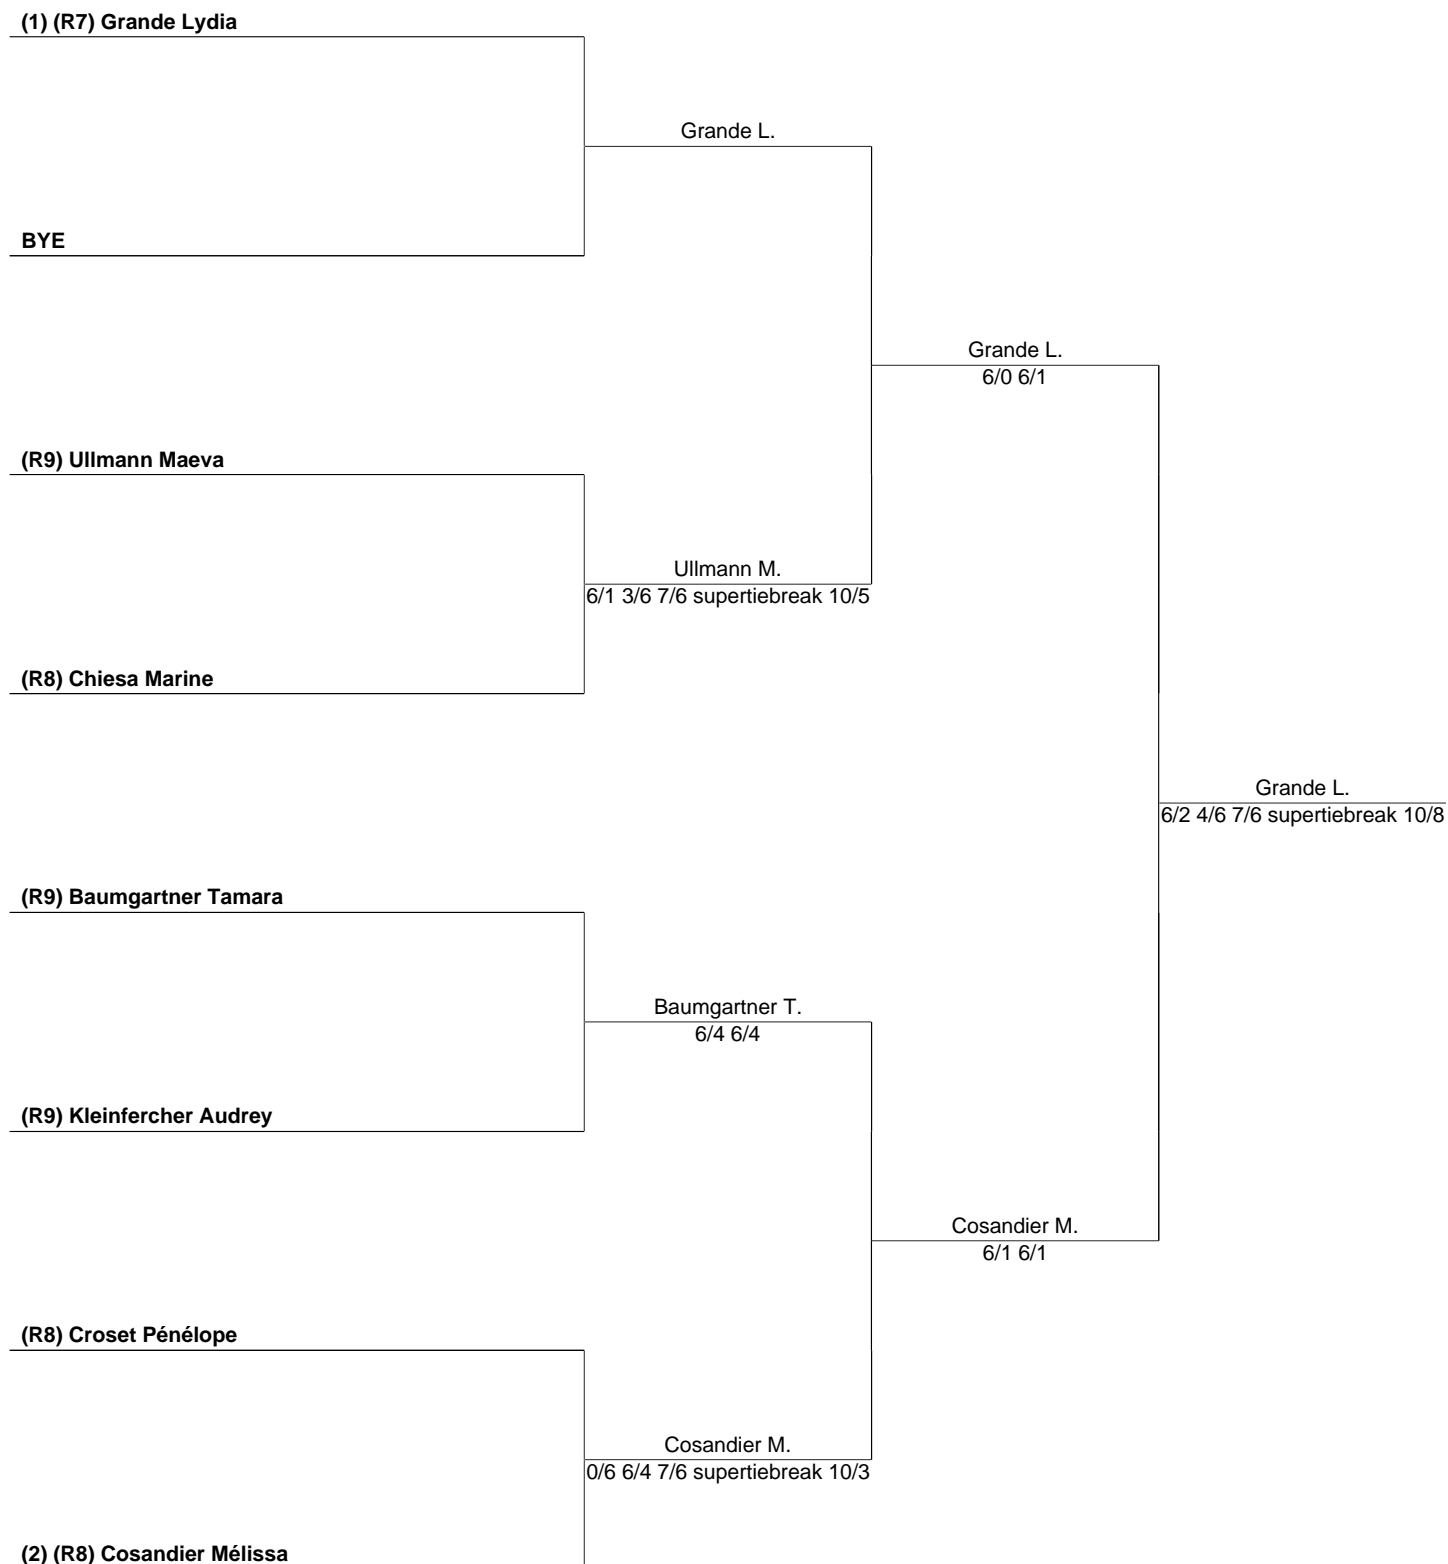 (1) (R7) Grande Lydia
Grande L.
BYE
Grande L.
6/0 6/1
(R9) Ullmann Maeva
Ullmann M.
6/1 3/6 7/6 supertiebreak 10/5
(R8) Chiesa Marine
Grande L.
6/2 4/6 7/6 supertiebreak 10/8
(R9) Baumgartner Tamara
Baumgartner T.
6/4 6/4
(R9) Kleinfercher Audrey
Cosandier M.
6/1 6/1
(R8) Croset Pénélope
Cosandier M.
0/6 6/4 7/6 supertiebreak 10/3
(2) (R8) Cosandier Mélissa